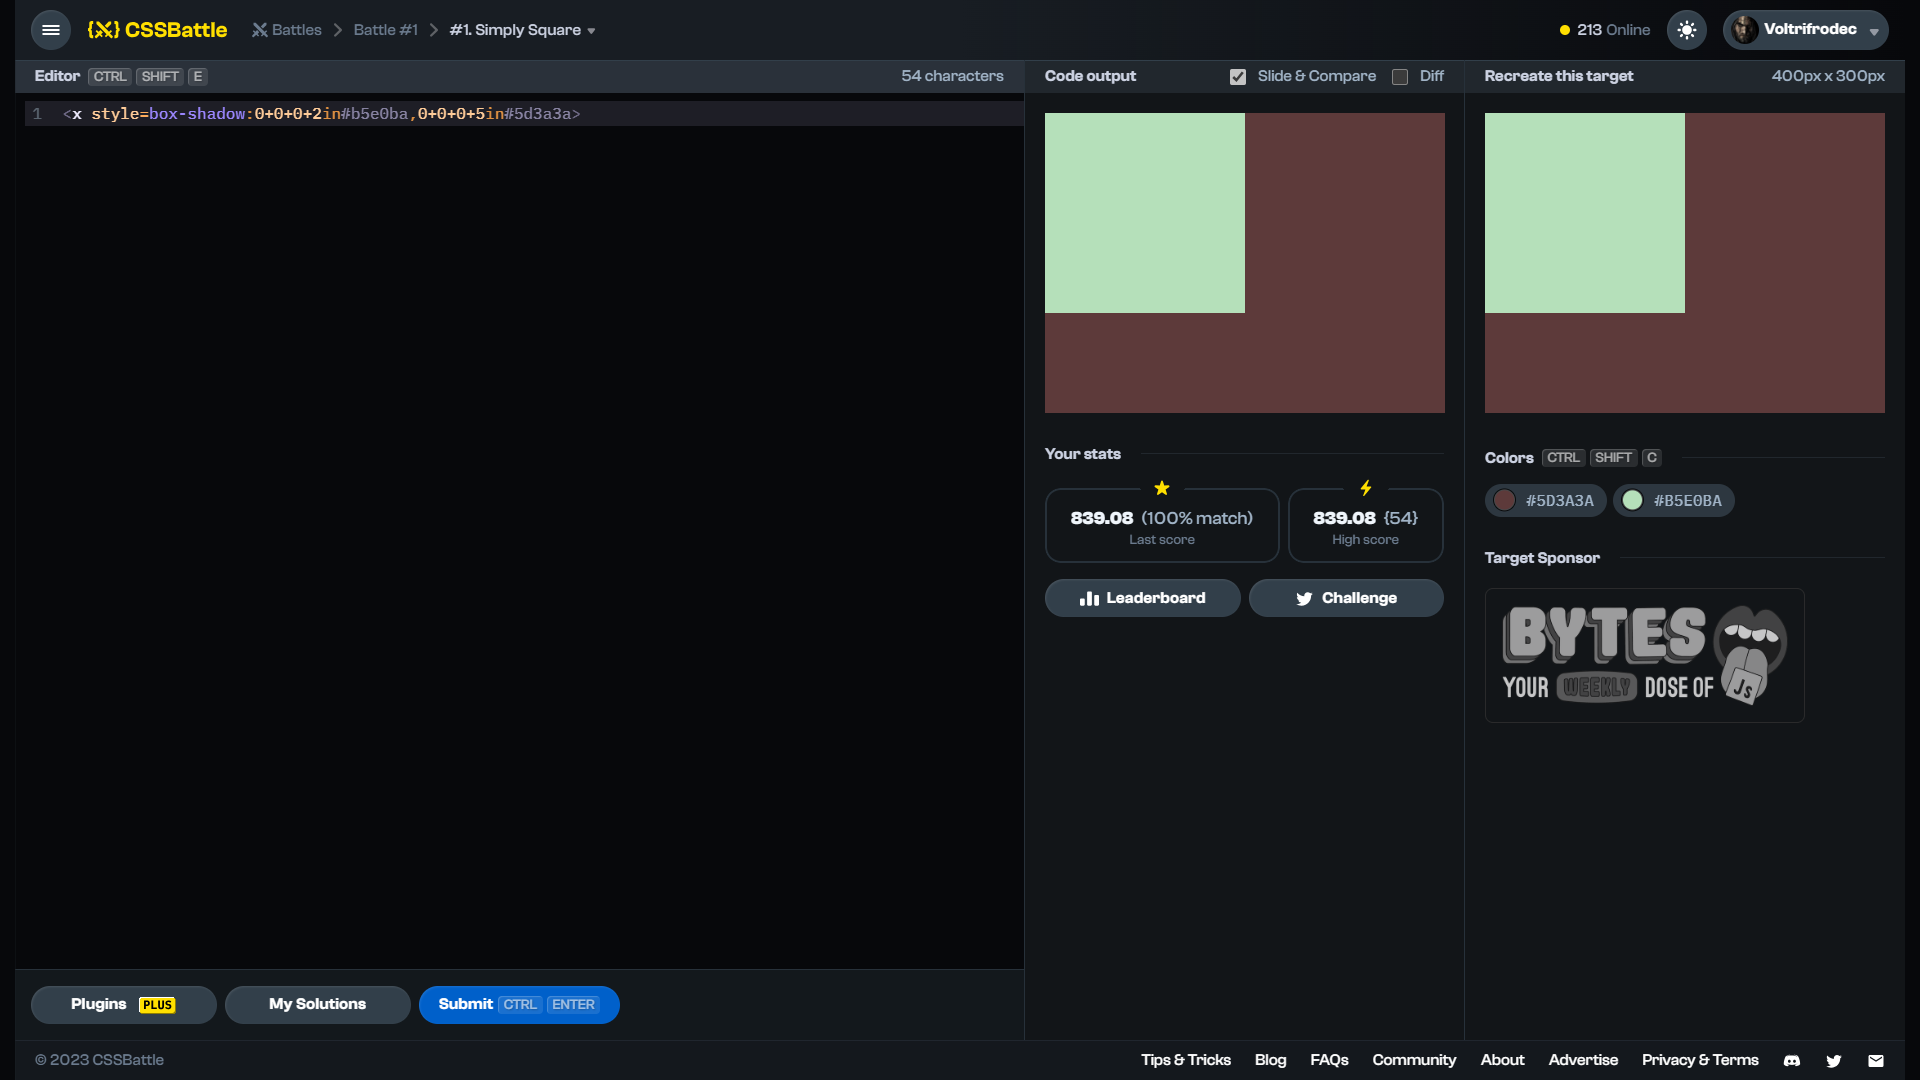 CSSBattle
Battles
Battle #1
#1. Simply Square
213 Online
Voltrifrodec
Editor CTRL SHIFT E
54 characters
Code output
Slide & Compare
Diff
Recreate this target
400px x 300px
1 <x style=box-shadow:0+0+0+2in#b5e0ba,0+0+0+5in#5d3a3a>
Your stats
839.08 (100% match)
Last score
839.08 {54}
High score
Leaderboard
Challenge
Colors CTRL SHIFT C
#5D3A3A
#B5E0BA
Target Sponsor
BYTES
YOUR WEEKLY DOSE OF JS
Plugins PLUS
My Solutions
Submit CTRL ENTER
© 2023 CSSBattle
Tips & Tricks
Blog
FAQs
Community
About
Advertise
Privacy & Terms